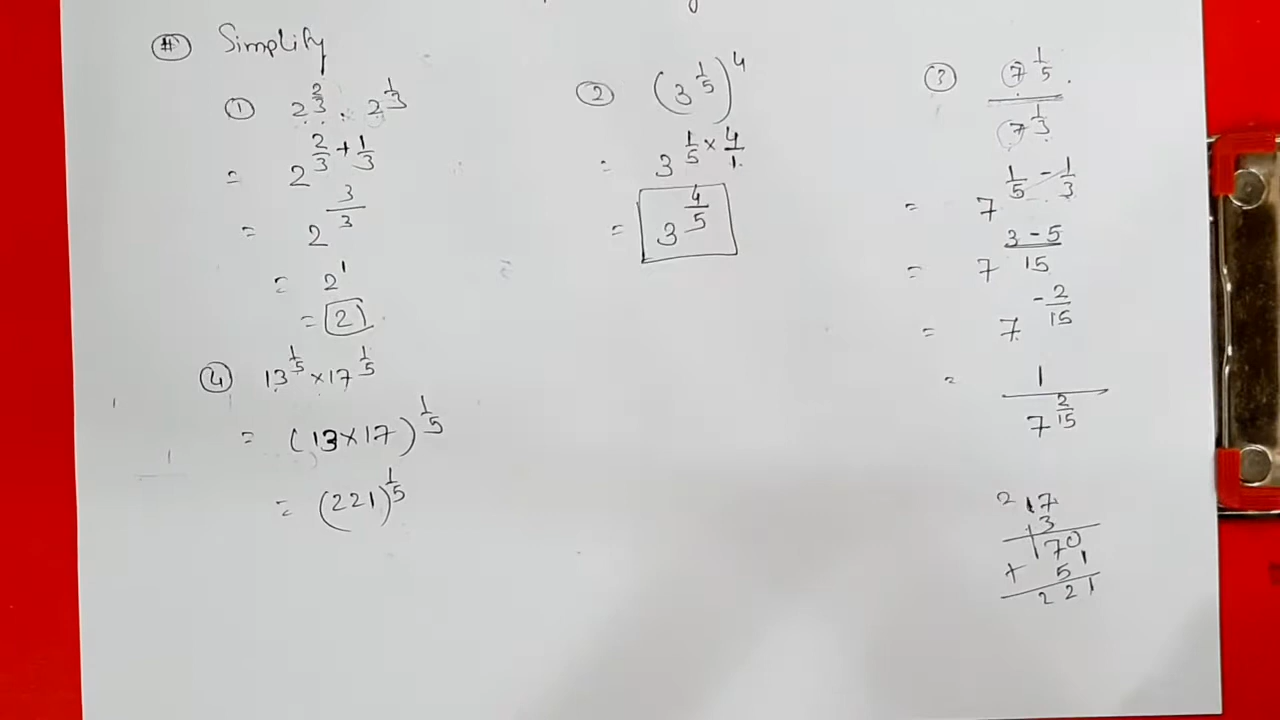 # Simplify
① 2^(2/3) . 2^(1/3)
= 2^(2/3 + 1/3)
= 2^(3/3)
= 2^1
= 2
② (3^(1/5))^4
= 3^(1/5 × 4/1)
= 3^(4/5)
③ 7^(1/5) / 7^(1/3)
= 7^(1/5 - 1/3)
= 7^((3-5)/15)
= 7^(-2/15)
= 1 / 7^(2/15)
④ 13^(1/5) × 17^(1/5)
= (13×17)^(1/5)
= (221)^(1/5)
2 17
13
170
+ 51
221